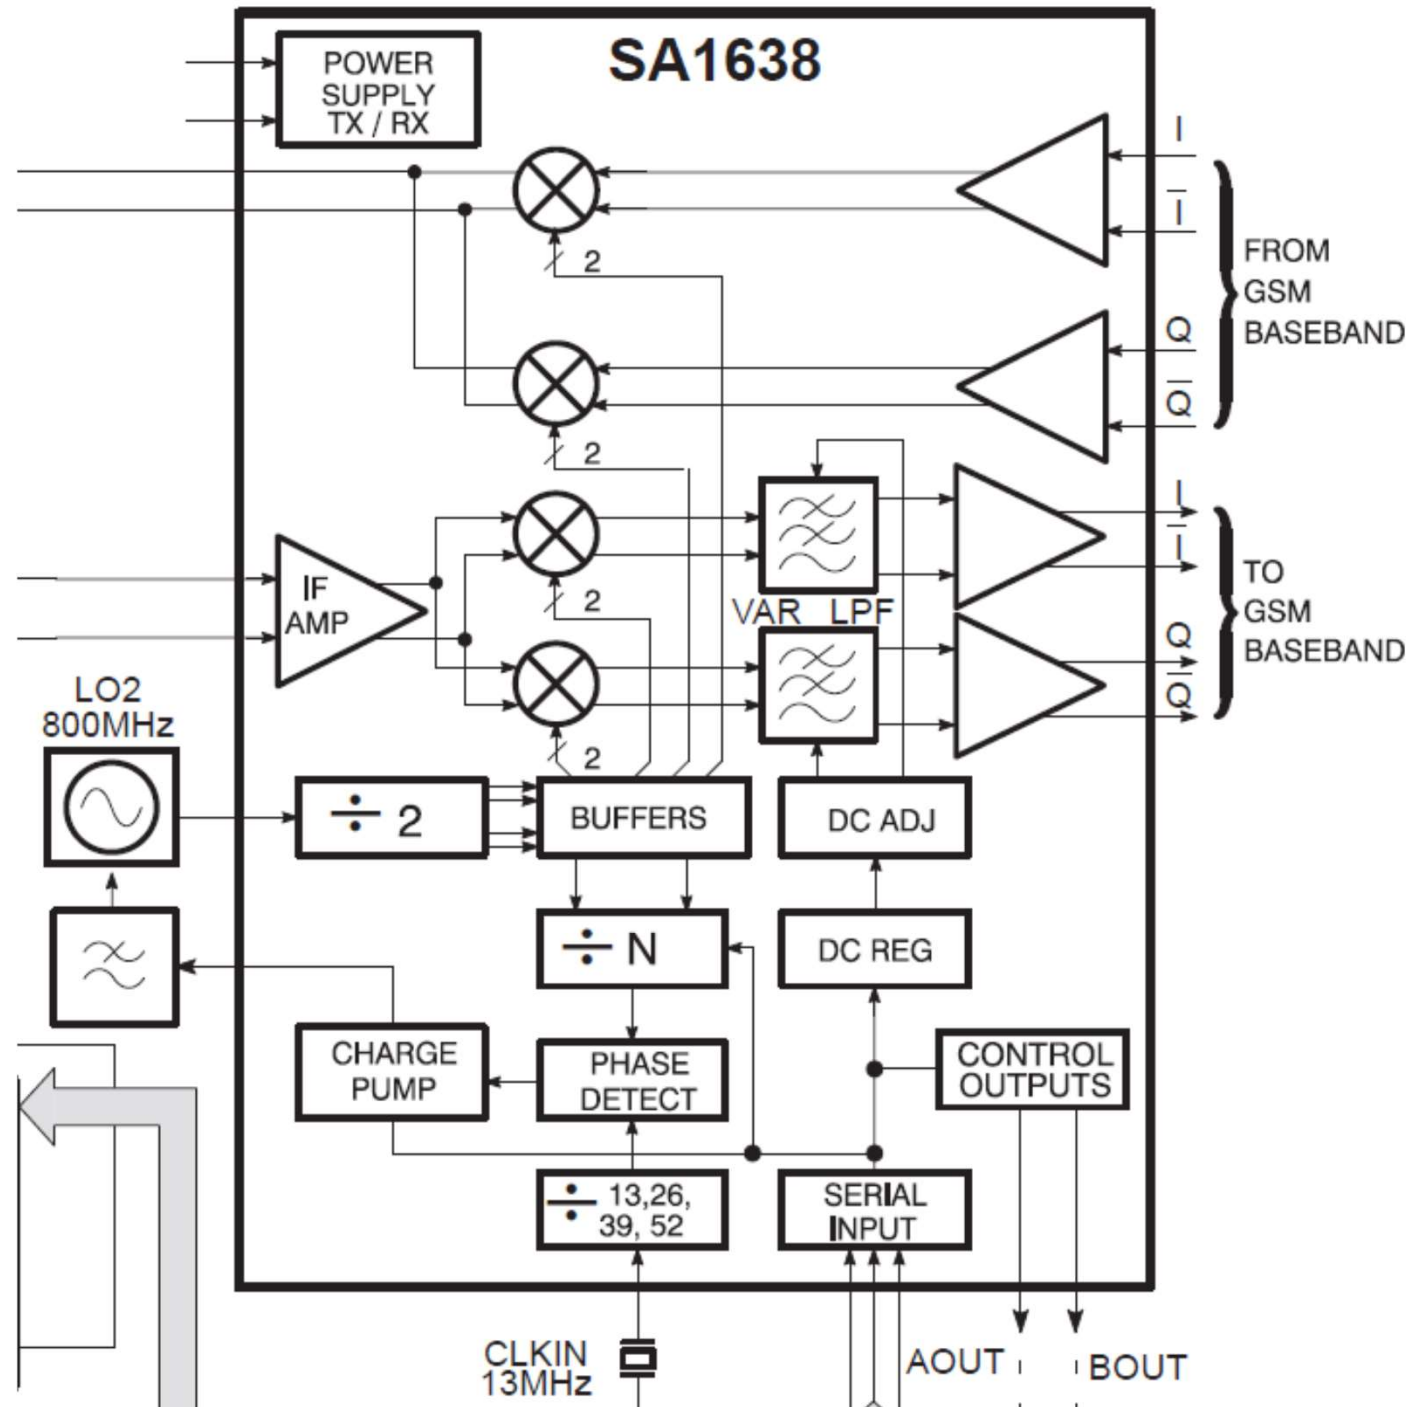 SA1638
POWER
SUPPLY
TX / RX
I
I̅
FROM
GSM
BASEBAND
2
Q
Q̅
2
I
I̅
TO
GSM
BASEBAND
IF
AMP
2
VAR LPF
Q
Q̅
LO2
800MHz
2
÷ 2
BUFFERS
DC ADJ
÷ N
DC REG
CHARGE
PUMP
PHASE
DETECT
CONTROL
OUTPUTS
÷ 13,26,
39, 52
SERIAL
INPUT
CLKIN
13MHz
AOUT
BOUT